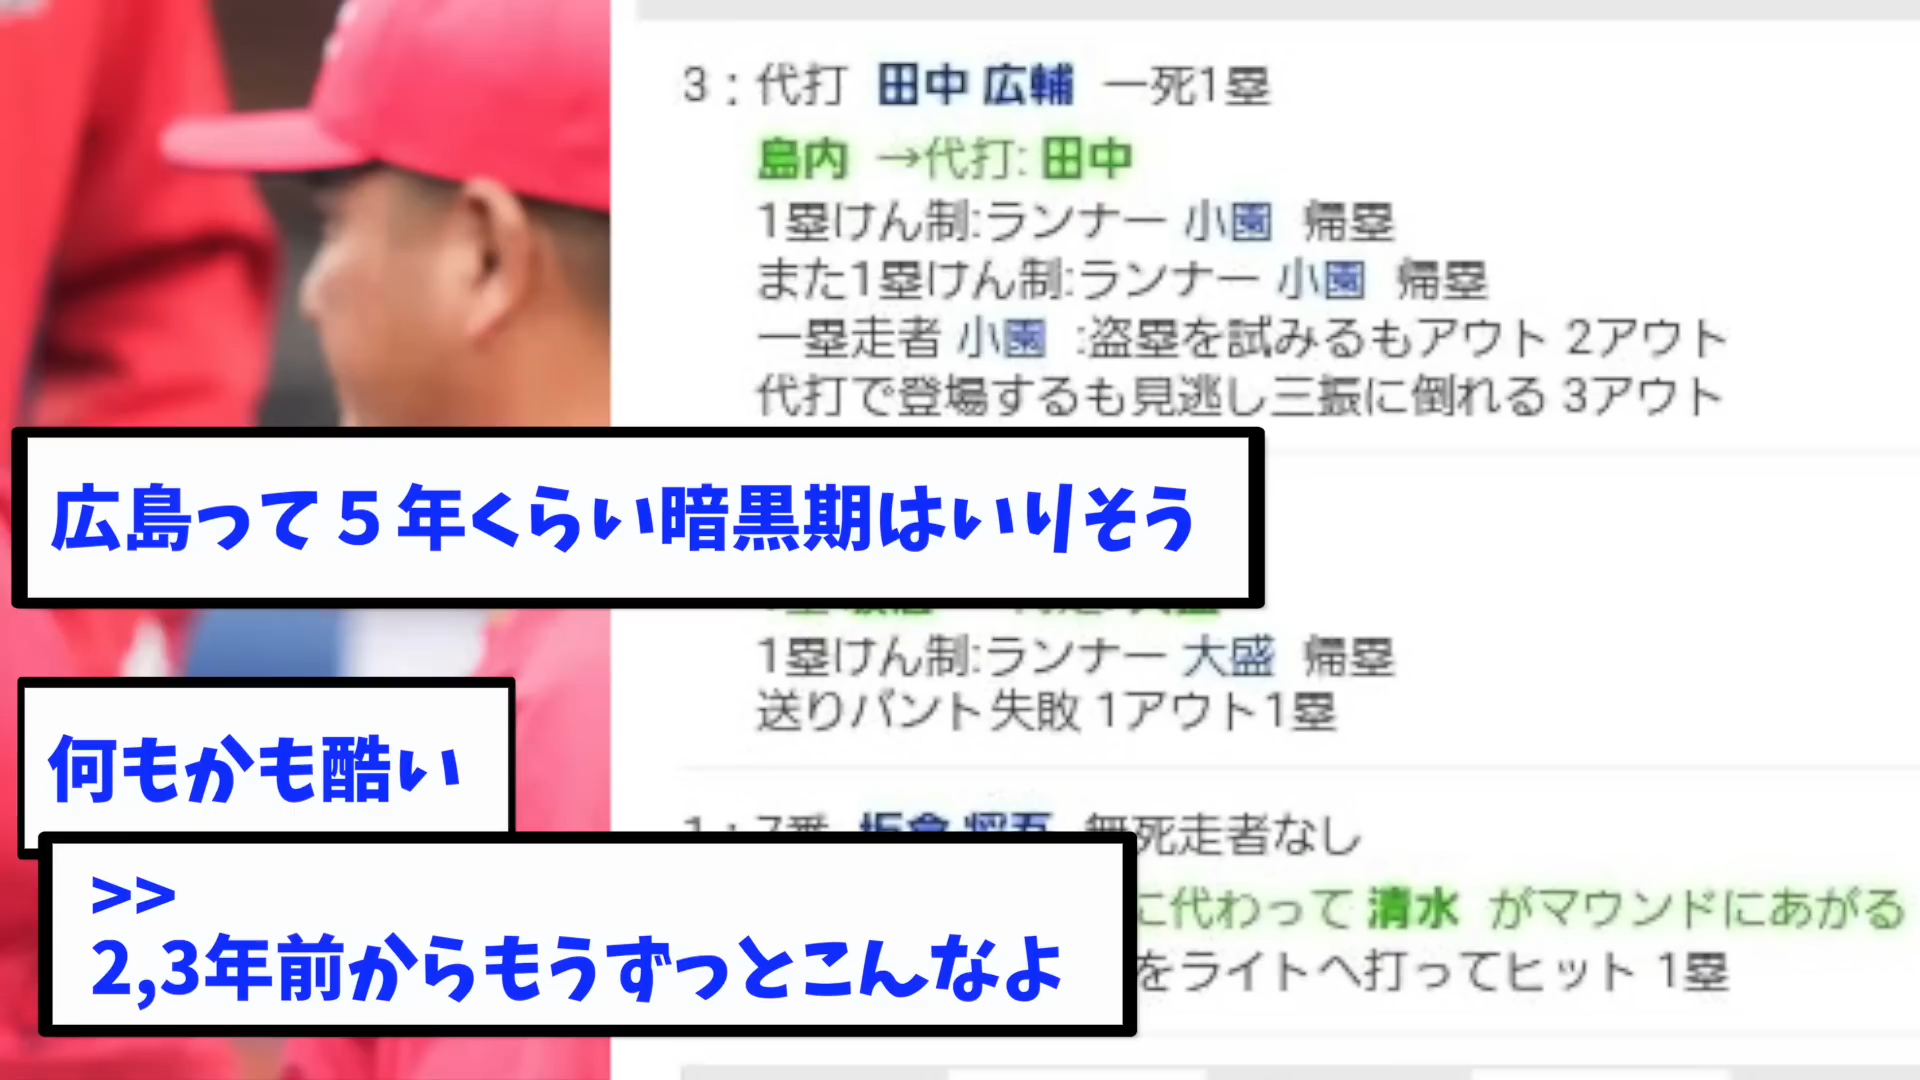 3 : 代打 田中 広輔 一死1塁
島内 →代打: 田中
1塁けん制:ランナー 小園 帰塁
また1塁けん制:ランナー 小園 帰塁
一塁走者 小園 :盗塁を試みるもアウト 2アウト
代打で登場するも見逃し三振に倒れる 3アウト
広島って5年くらい暗黒期はいりそう
1塁けん制:ランナー 大盛 帰塁
送りバント失敗 1アウト1塁
何もかも酷い
1 : 7番 坂倉 将吾 無死走者なし
に代わって 清水 がマウンドにあがる
をライトへ打ってヒット 1塁
>>
2,3年前からもうずっとこんなよ